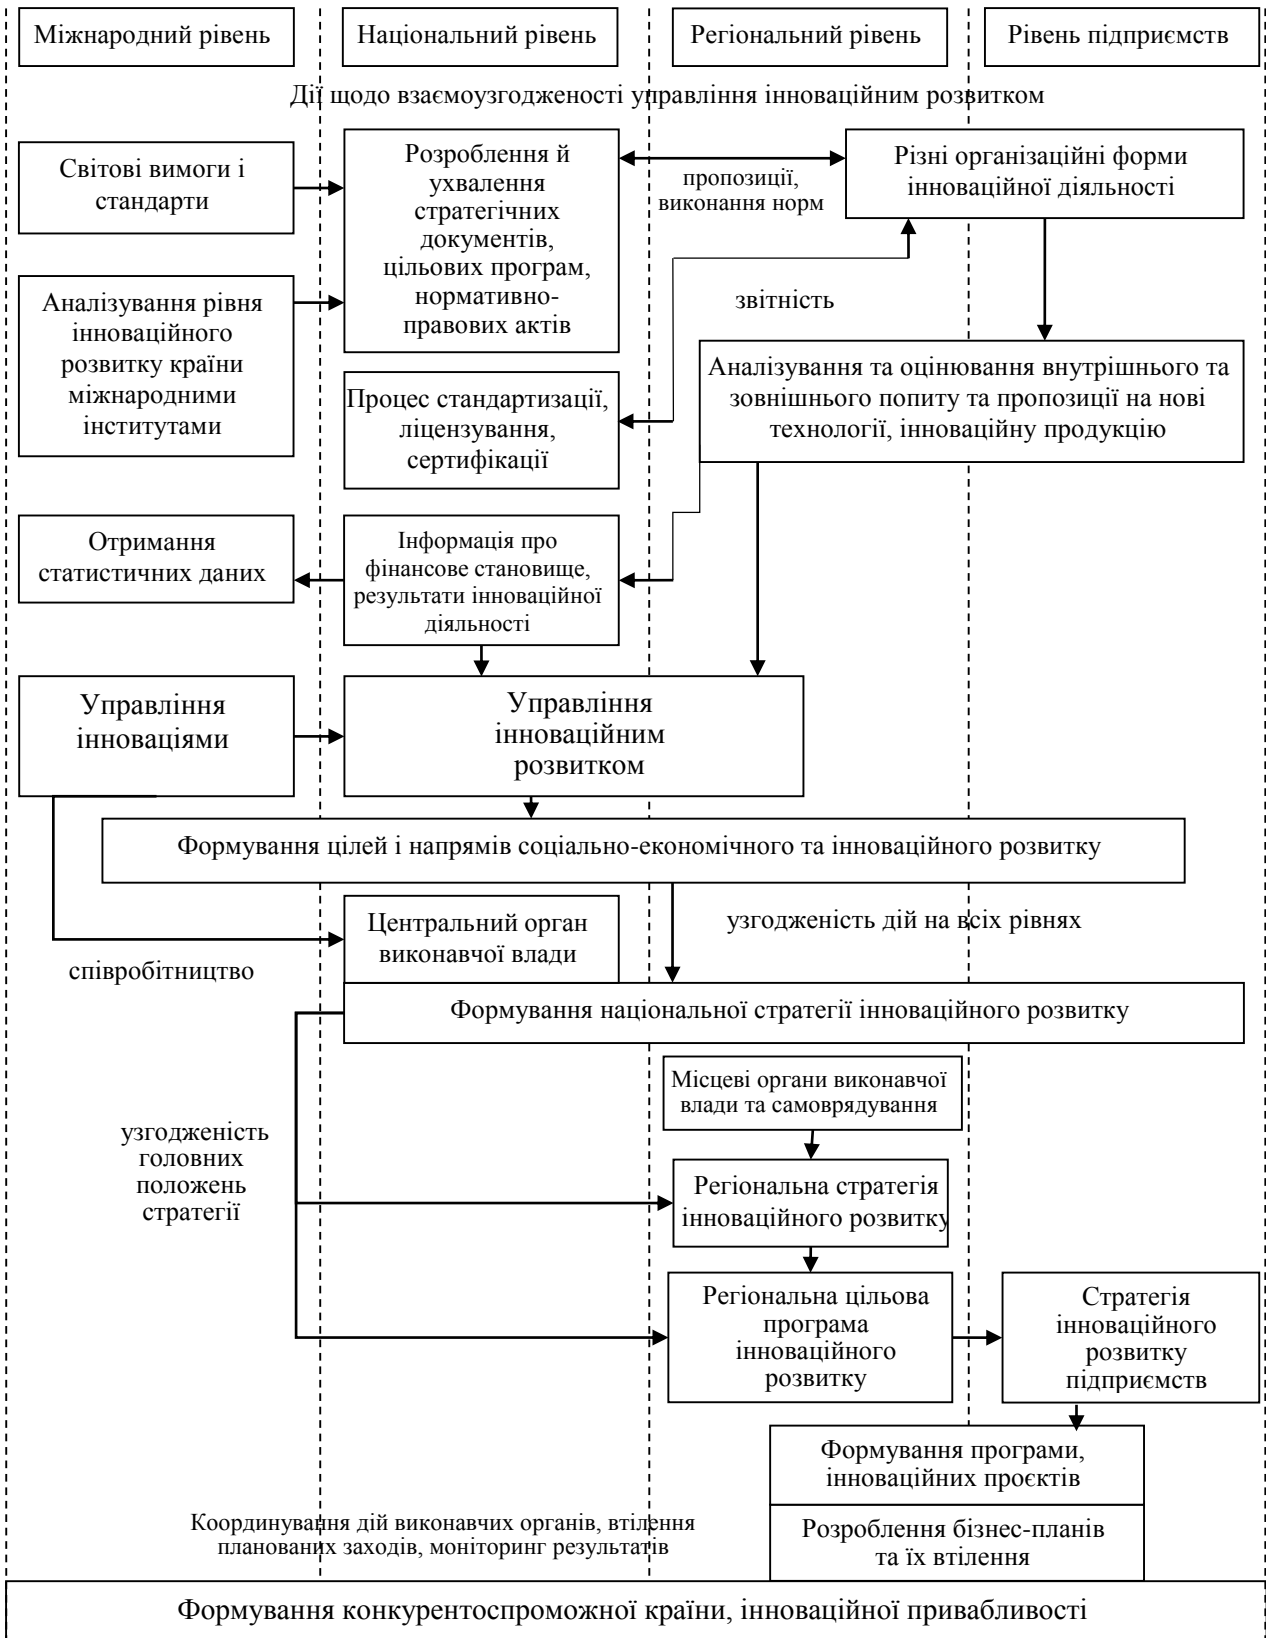 Міжнародний рівень
Національний рівень
Регіональний рівень
Рівень підприємств
Дії щодо взаємоузгодженості управління інноваційним розвитком
Світові вимоги і
стандарти
Розроблення й
ухвалення
стратегічних
документів,
цільових програм,
нормативно-
правових актів
пропозиції,
виконання норм
Різні організаційні форми
інноваційної діяльності
Аналізування рівня
інноваційного
розвитку країни
міжнародними
інститутами
звітність
Процес стандартизації,
ліцензування,
сертифікації
Аналізування та оцінювання внутрішнього та
зовнішнього попиту та пропозиції на нові
технології, інноваційну продукцію
Отримання
статистичних даних
Інформація про
фінансове становище,
результати інноваційної
діяльності
Управління
інноваціями
Управління
інноваційним
розвитком
Формування цілей і напрямів соціально-економічного та інноваційного розвитку
Центральний орган
виконавчої влади
узгодженість дій на всіх рівнях
співробітництво
Формування національної стратегії інноваційного розвитку
Місцеві органи виконавчої
влади та самоврядування
узгодженість
головних
положень
стратегії
Регіональна стратегія
інноваційного розвитку
Регіональна цільова
програма
інноваційного
розвитку
Стратегія
інноваційного
розвитку
підприємств
Формування програми,
інноваційних проєктів
Координування дій виконавчих органів, втілення
планованих заходів, моніторинг результатів
Розроблення бізнес-планів
та їх втілення
Формування конкурентоспроможної країни, інноваційної привабливості